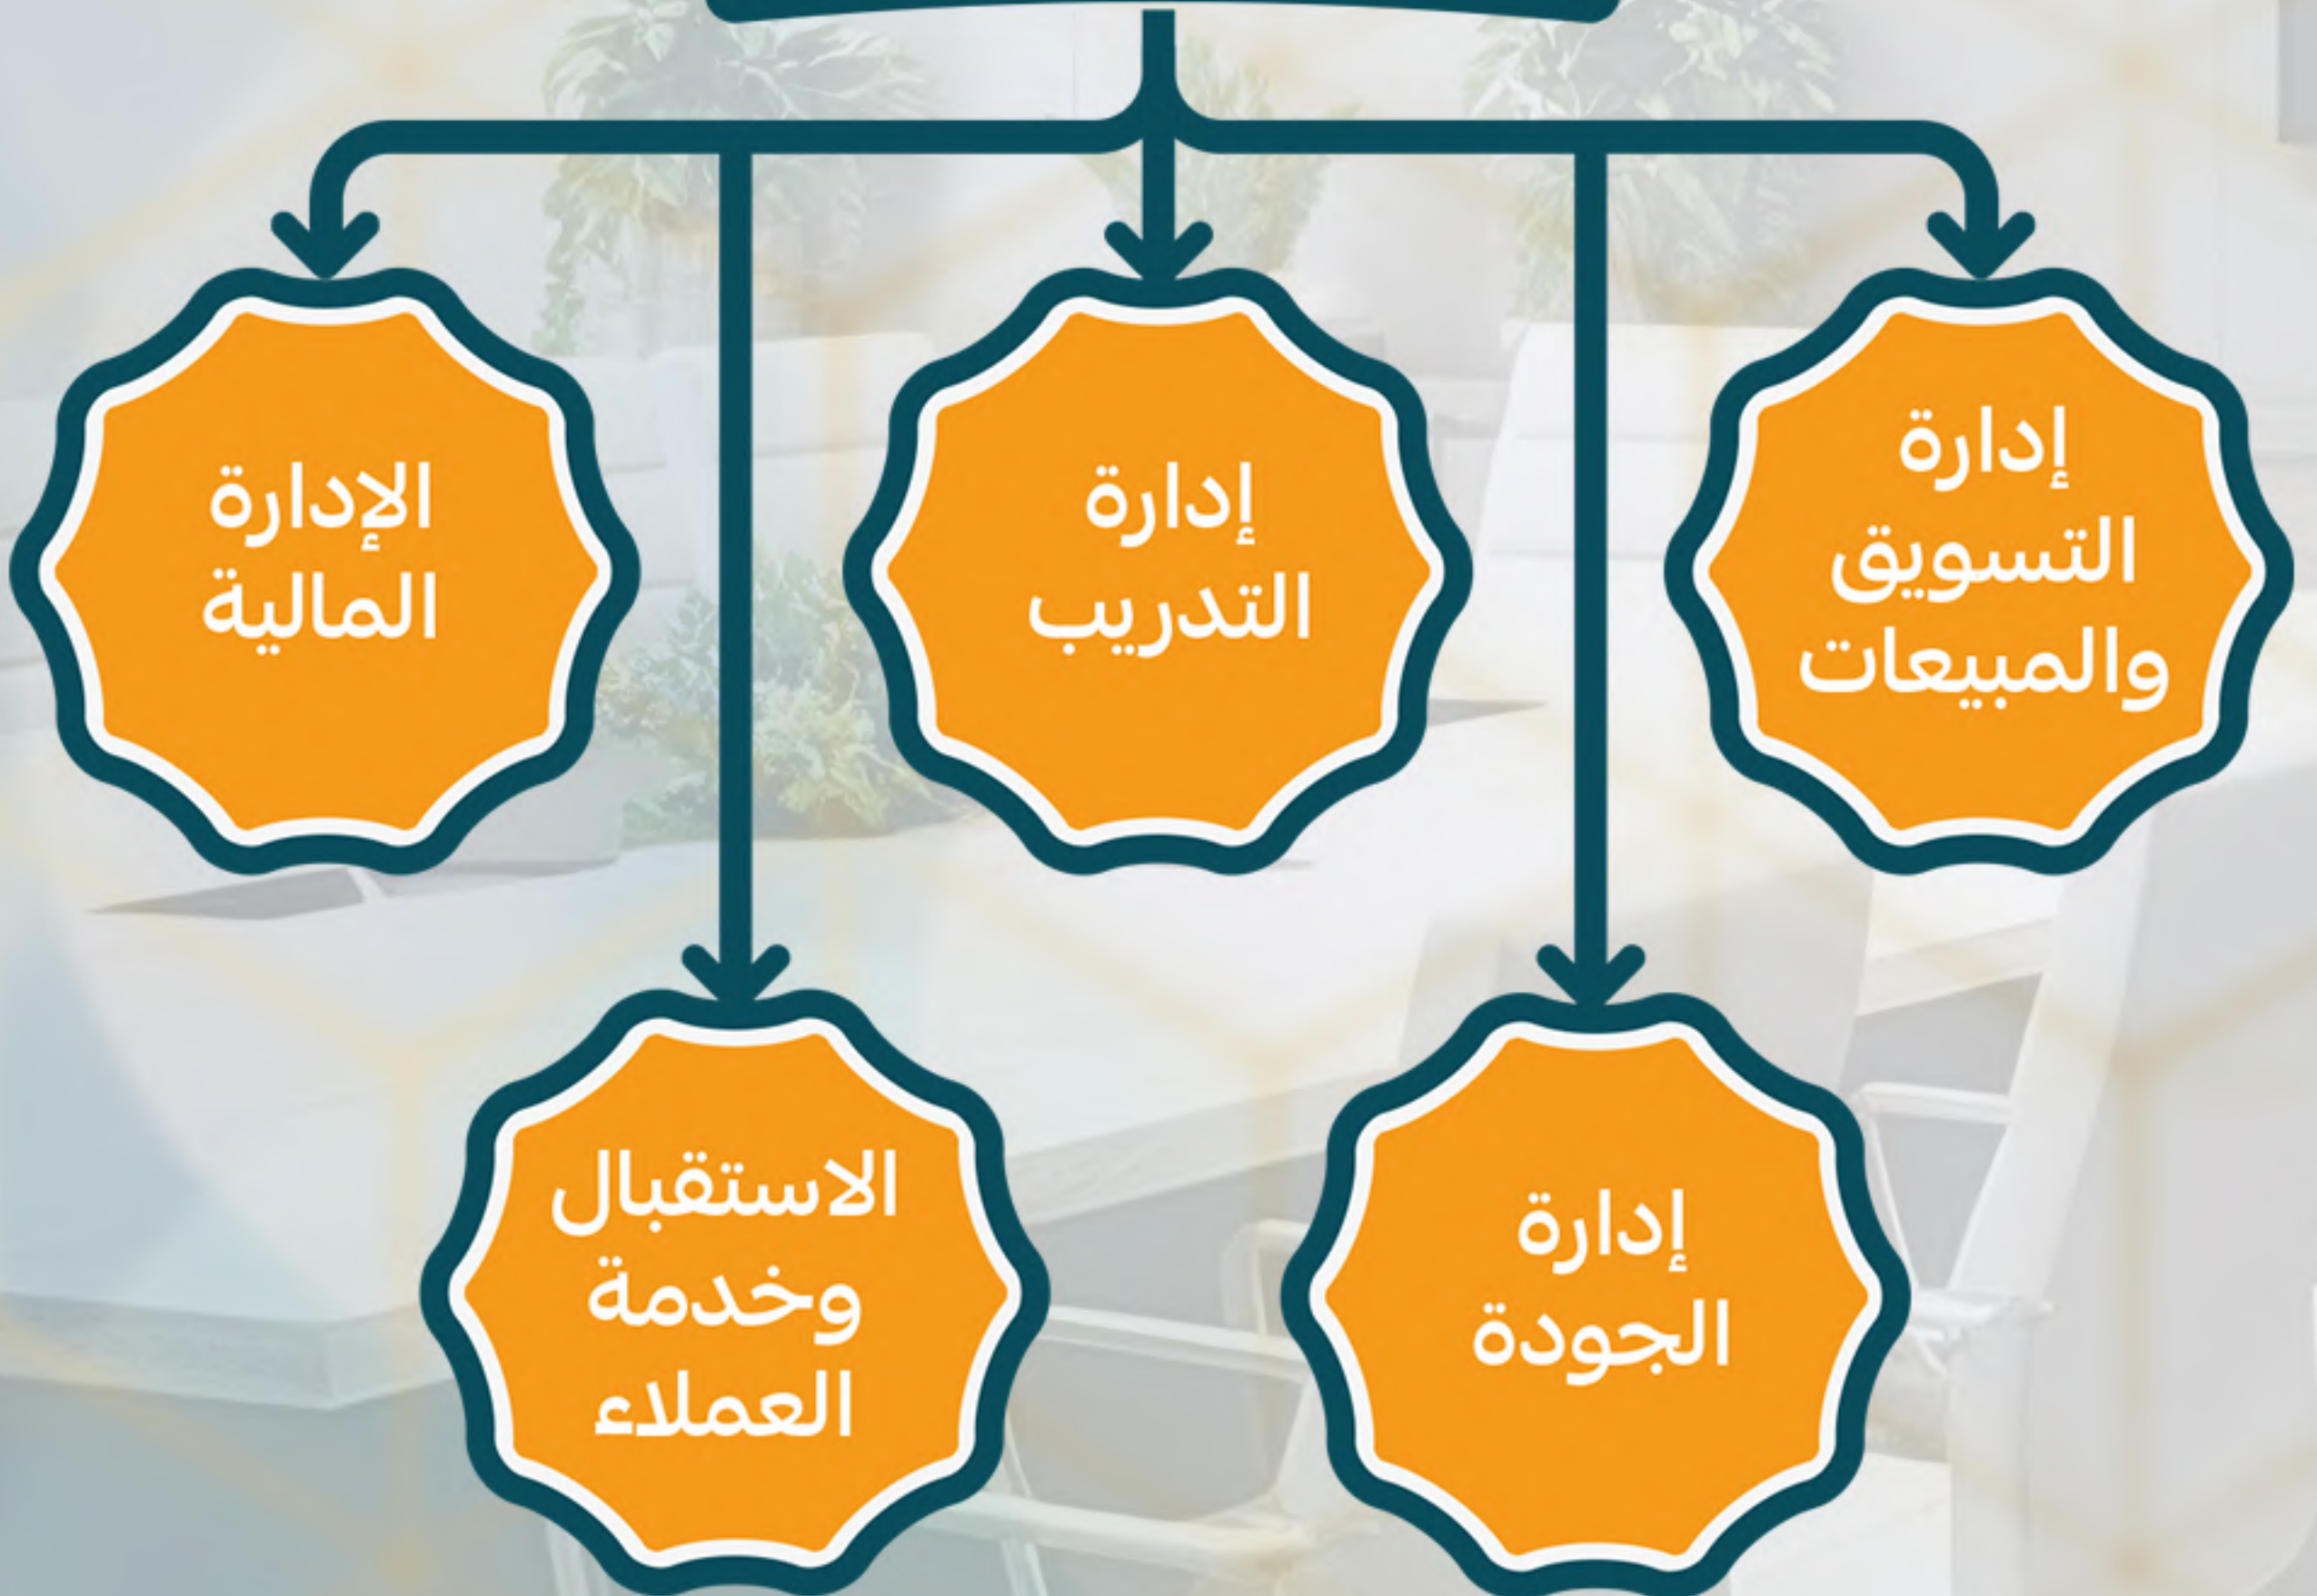 إدارة
التسويق
والمبيعات
إدارة
التدريب
الإدارة
المالية
إدارة
الجودة
الاستقبال
وخدمة
العملاء